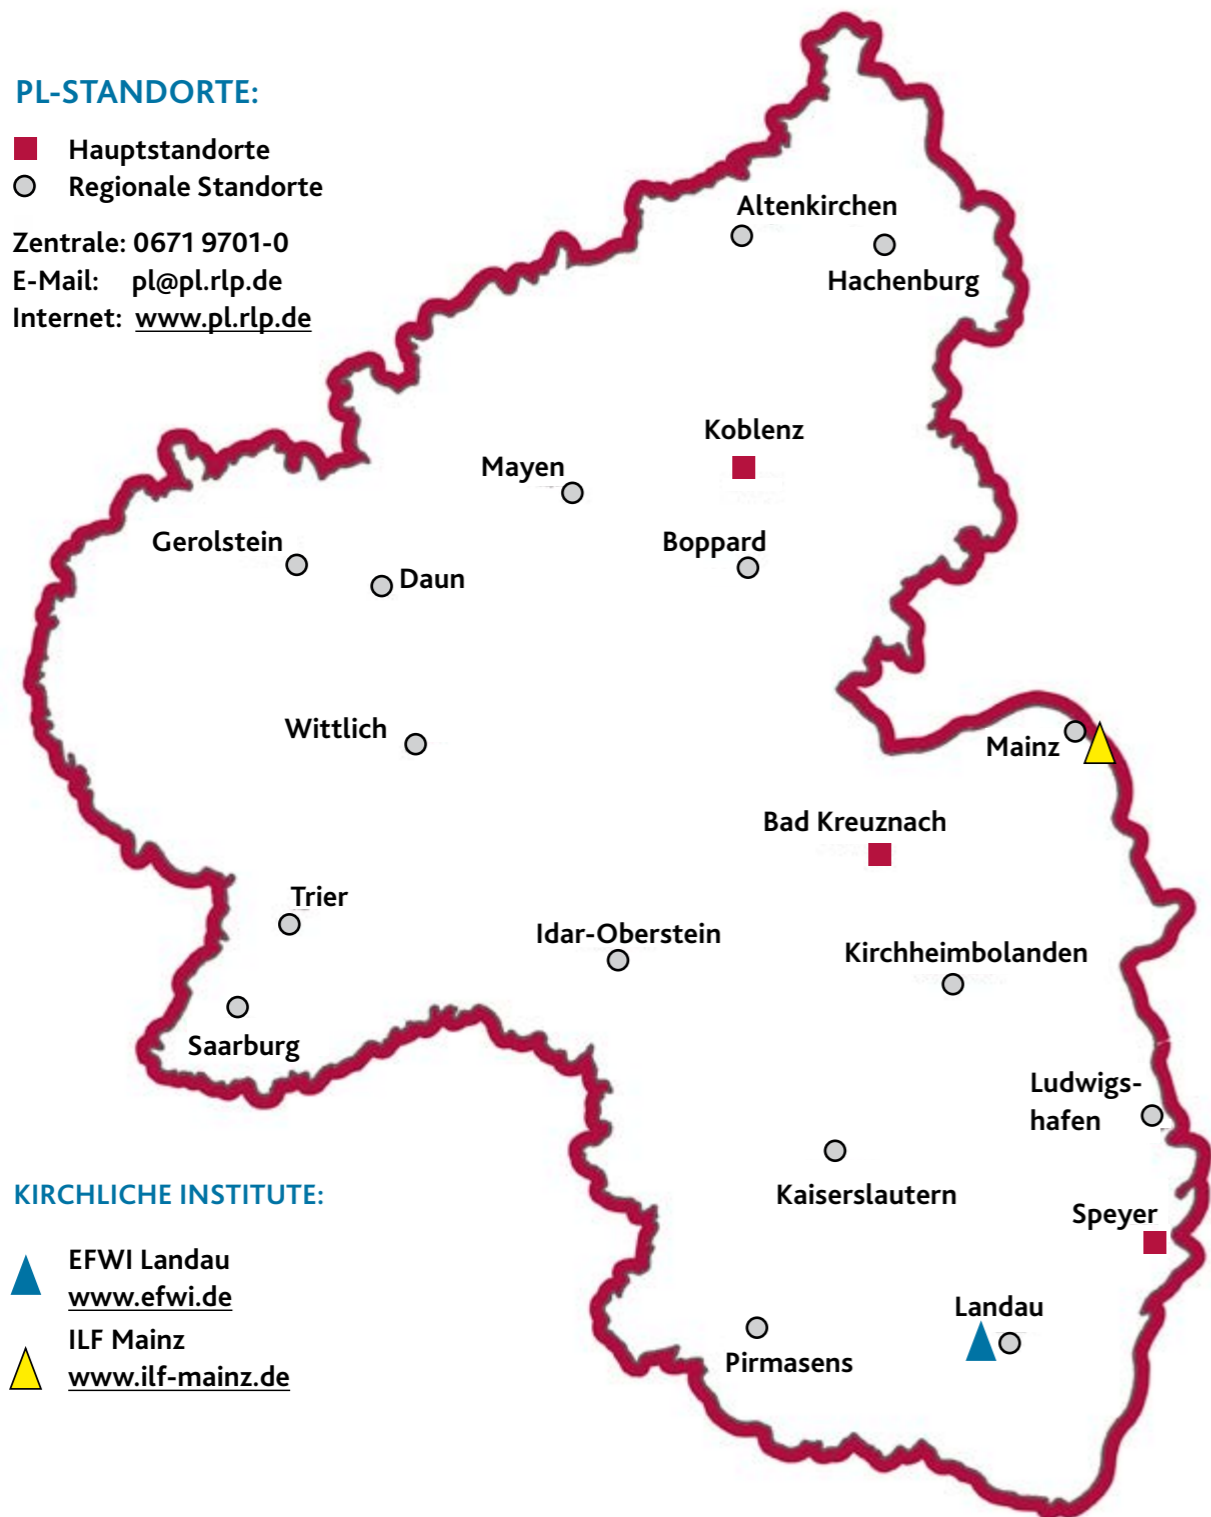 PL-STANDORTE:
Hauptstandorte
Regionale Standorte
Zentrale: 0671 9701-0
E-Mail: pl@pl.rlp.de
Internet: www.pl.rlp.de
Altenkirchen
Hachenburg
Koblenz
Mayen
Gerolstein
Boppard
Daun
Wittlich
Mainz
Bad Kreuznach
Trier
Idar-Oberstein
Kirchheimbolanden
Saarburg
Ludwigs-
hafen
Kaiserslautern
Speyer
Landau
Pirmasens
KIRCHLICHE INSTITUTE:
EFWI Landau
www.efwi.de
ILF Mainz
www.ilf-mainz.de